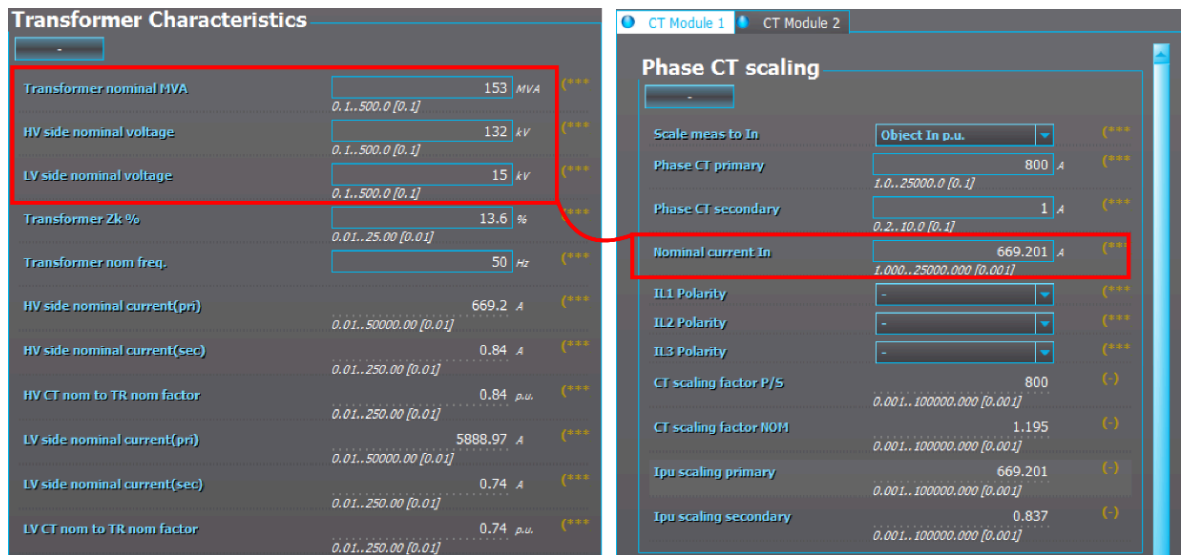 Transformer Characteristics
-
Transformer nominal MVA 153 MVA (***
0.1..500.0 [0.1]
HV side nominal voltage 132 kV (***
0.1..500.0 [0.1]
LV side nominal voltage 15 kV (***
0.1..500.0 [0.1]
Transformer Zk % 13.6 % (***
0.01..25.00 [0.01]
Transformer nom freq. 50 Hz (***
HV side nominal current(pri) 669.2 A (***
0.01..50000.00 [0.01]
HV side nominal current(sec) 0.84 A (***
0.01..250.00 [0.01]
HV CT nom to TR nom factor 0.84 p.u. (***
0.01..250.00 [0.01]
LV side nominal current(pri) 5888.97 A (***
0.01..50000.00 [0.01]
LV side nominal current(sec) 0.74 A (***
0.01..250.00 [0.01]
LV CT nom to TR nom factor 0.74 p.u. (***
0.01..250.00 [0.01]
CT Module 1 CT Module 2
Phase CT scaling
-
Scale meas to In Object In p.u. (***
Phase CT primary 800 A (***
1.0..25000.0 [0.1]
Phase CT secondary 1 A (***
0.2..10.0 [0.1]
Nominal current In 669.201 A (***
1.000..25000.000 [0.001]
IL1 Polarity - (***
IL2 Polarity - (***
IL3 Polarity - (***
CT scaling factor P/S 800 (-)
0.001..100000.000 [0.001]
CT scaling factor NOM 1.195 (-)
0.001..100000.000 [0.001]
Ipu scaling primary 669.201 (-)
0.001..100000.000 [0.001]
Ipu scaling secondary 0.837 (-)
0.001..100000.000 [0.001]